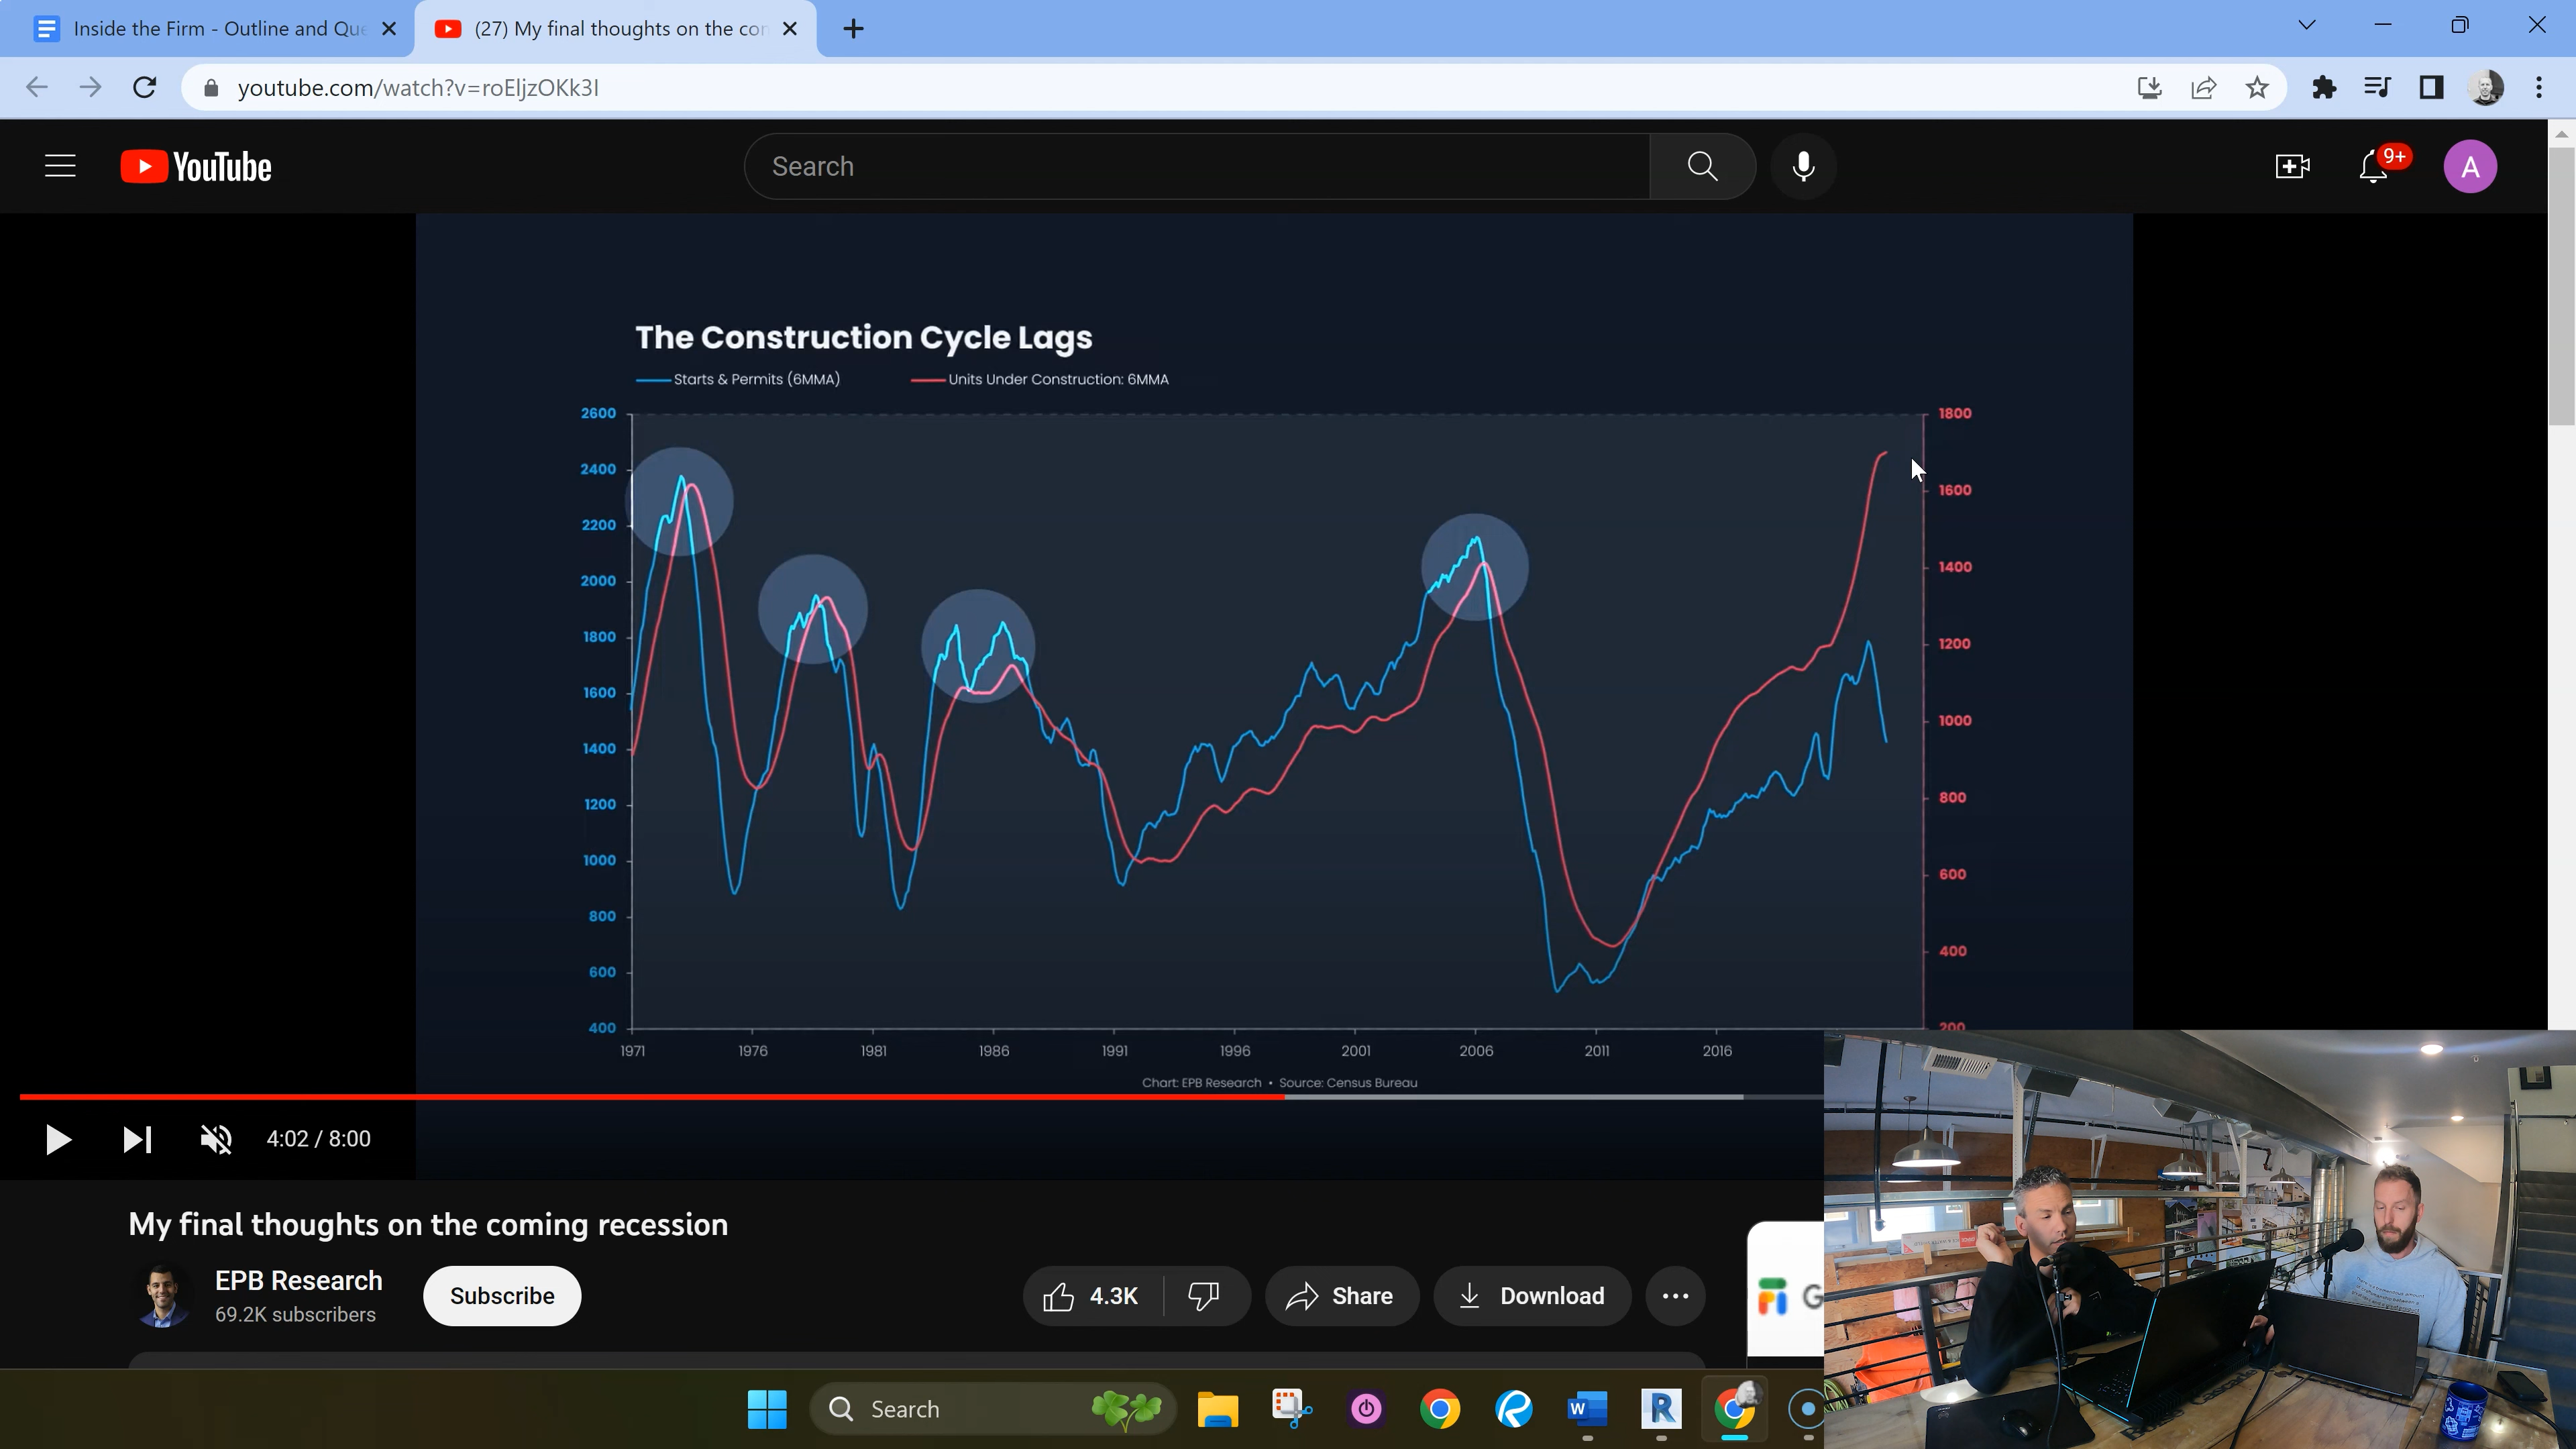 Inside the Firm - Outline and Que
(27) My final thoughts on the con
youtube.com/watch?v=roEljzOKk3I
YouTube
Search
9+
A
The Construction Cycle Lags
Starts & Permits (6MMA)
Units Under Construction: 6MMA
2600
2400
2200
2000
1800
1600
1400
1200
1000
800
600
400
1800
1600
1400
1200
1000
800
600
400
200
1971 1976 1981 1986 1991 1996 2001 2006 2011 2016
Chart: EPB Research • Source: Census Bureau
4:02 / 8:00
My final thoughts on the coming recession
EPB Research
69.2K subscribers
Subscribe
4.3K
Share
Download
G
Search
W
R